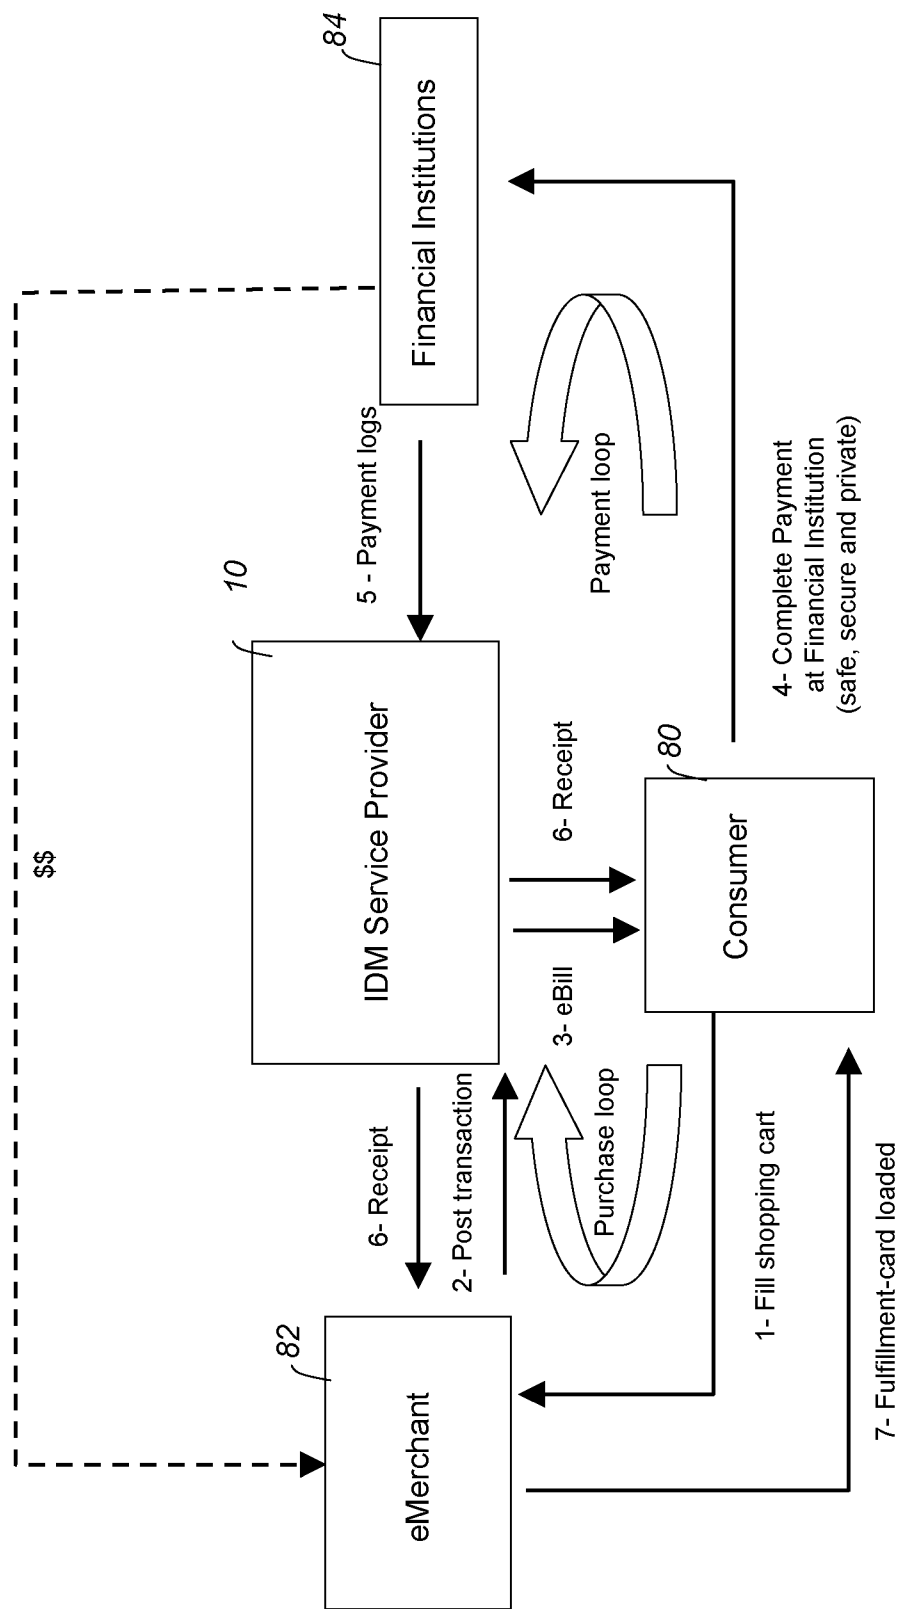 $$
84
Financial Institutions
5 - Payment logs
10
IDM Service Provider
6- Receipt
2- Post transaction
82
eMerchant
3- eBill
6- Receipt
Purchase loop
Payment loop
80
Consumer
1- Fill shopping cart
4- Complete Payment
at Financial Institution
(safe, secure and private)
7- Fulfillment-card loaded